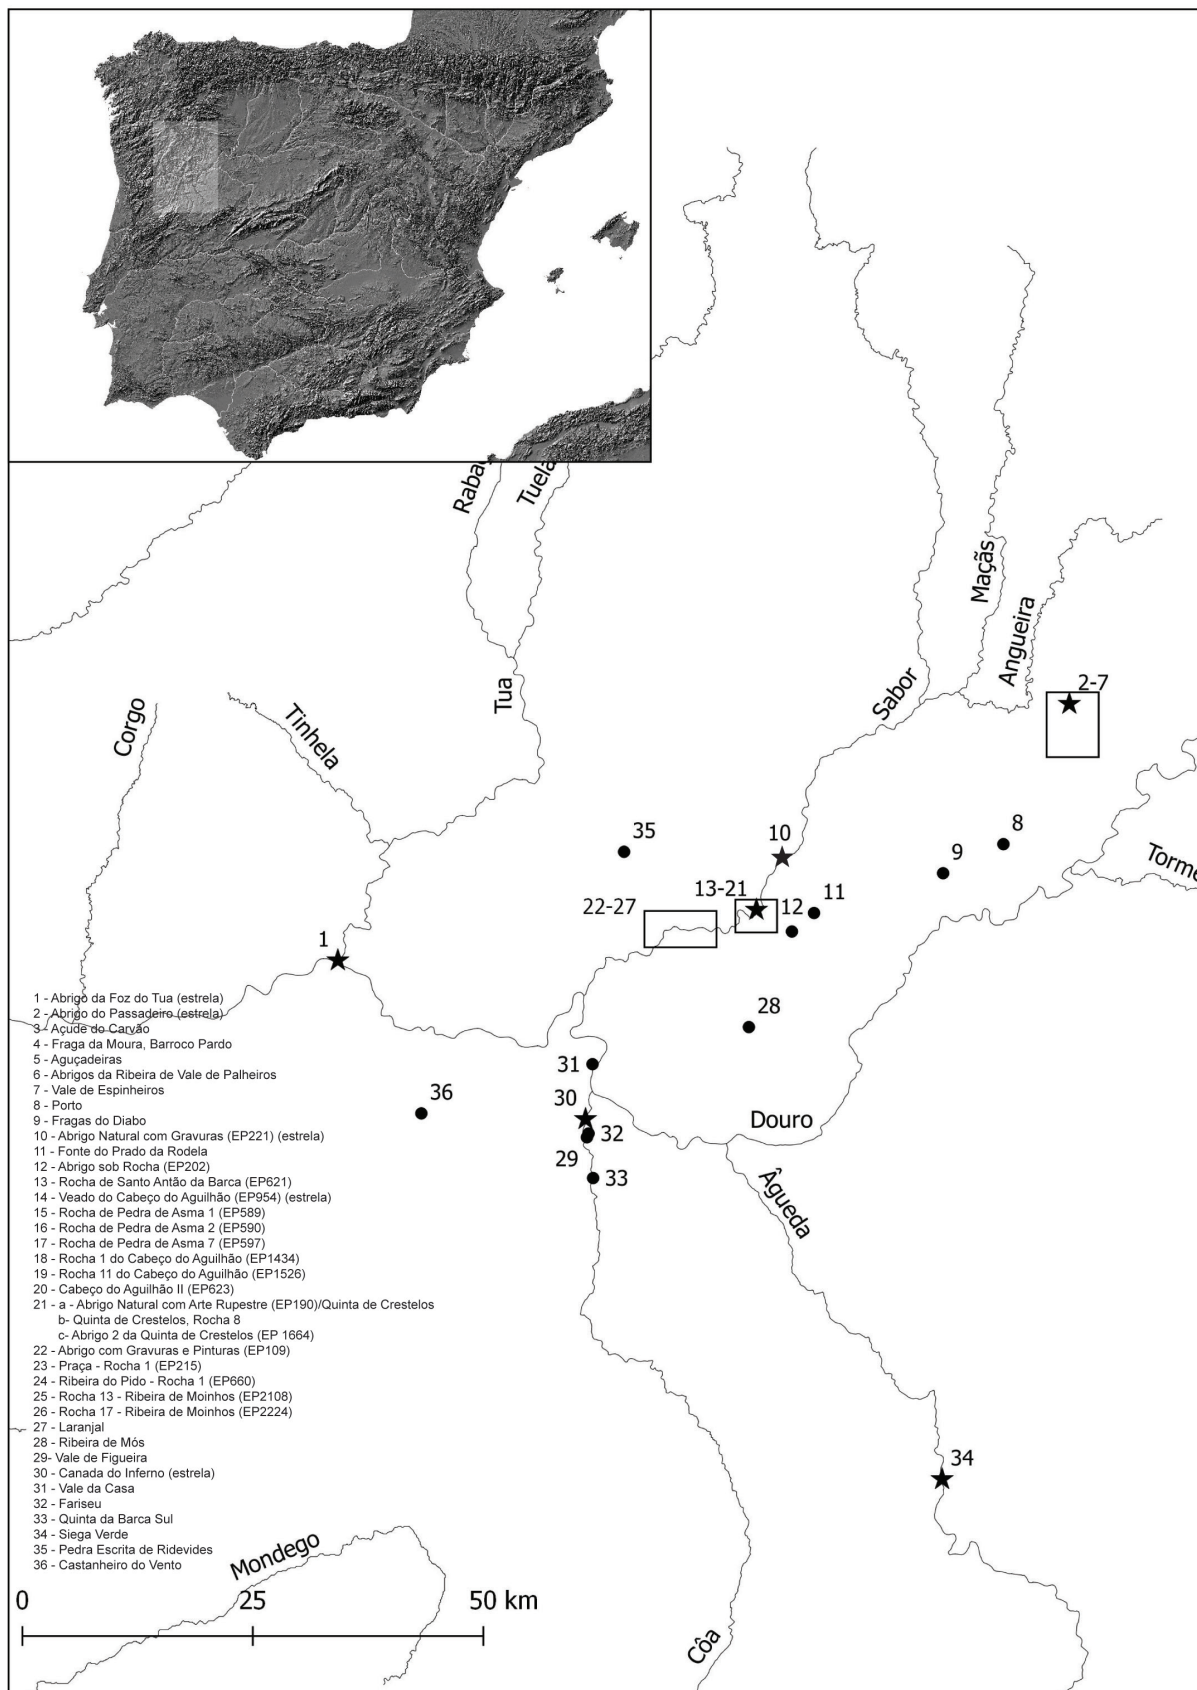 Raba
Tuela
Maçãs
Angueira
2-7
Sabor
Tua
Corgo
Tinhela
35
10
8
9
13-21
22-27
12
11
1
28
31
30
36
32
29
33
Douro
Âgueda
34
Mondego
Côa
1 - Abrigo da Foz do Tua (estrela)
2 - Abrigo do Passadeiro (estrela)
3 - Açude do Carvão
4 - Fraga da Moura, Barroco Pardo
5 - Aguçadeiras
6 - Abrigos da Ribeira de Vale de Palheiros
7 - Vale de Espinheiros
8 - Porto
9 - Fragas do Diabo
10 - Abrigo Natural com Gravuras (EP221) (estrela)
11 - Fonte do Prado da Rodela
12 - Abrigo sob Rocha (EP202)
13 - Rocha de Santo Antão da Barca (EP621)
14 - Veado do Cabeço do Aguilhão (EP954) (estrela)
15 - Rocha de Pedra de Asma 1 (EP589)
16 - Rocha de Pedra de Asma 2 (EP590)
17 - Rocha de Pedra de Asma 7 (EP597)
18 - Rocha 1 do Cabeço do Aguilhão (EP1434)
19 - Rocha 11 do Cabeço do Aguilhão (EP1526)
20 - Cabeço do Aguilhão II (EP623)
21 - a - Abrigo Natural com Arte Rupestre (EP190)/Quinta de Crestelos
b- Quinta de Crestelos, Rocha 8
c- Abrigo 2 da Quinta de Crestelos (EP 1664)
22 - Abrigo com Gravuras e Pinturas (EP109)
23 - Praça - Rocha 1 (EP215)
24 - Ribeira do Pido - Rocha 1 (EP660)
25 - Rocha 13 - Ribeira de Moinhos (EP2108)
26 - Rocha 17 - Ribeira de Moinhos (EP2224)
27 - Laranjal
28 - Ribeira de Mós
29- Vale de Figueira
30 - Canada do Inferno (estrela)
31 - Vale da Casa
32 - Fariseu
33 - Quinta da Barca Sul
34 - Siega Verde
35 - Pedra Escrita de Ridevides
36 - Castanheiro do Vento
0 25 50 km
Torme